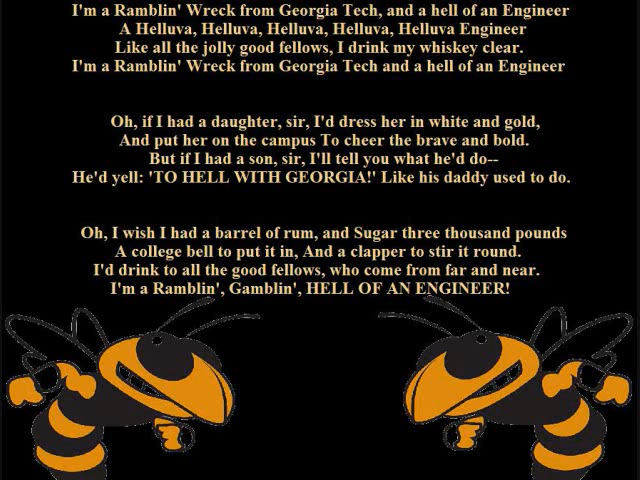 I'm a Ramblin' Wreck from Georgia Tech, and a hell of an Engineer
A Helluva, Helluva, Helluva, Helluva, Helluva Engineer
Like all the jolly good fellows, I drink my whiskey clear.
I'm a Ramblin' Wreck from Georgia Tech and a hell of an Engineer
Oh, if I had a daughter, sir, I'd dress her in white and gold,
And put her on the campus To cheer the brave and bold.
But if I had a son, sir, I'll tell you what he'd do--
He'd yell: 'TO HELL WITH GEORGIA!' Like his daddy used to do.
Oh, I wish I had a barrel of rum, and Sugar three thousand pounds
A college bell to put it in, And a clapper to stir it round.
I'd drink to all the good fellows, who come from far and near.
I'm a Ramblin', Gamblin', HELL OF AN ENGINEER!